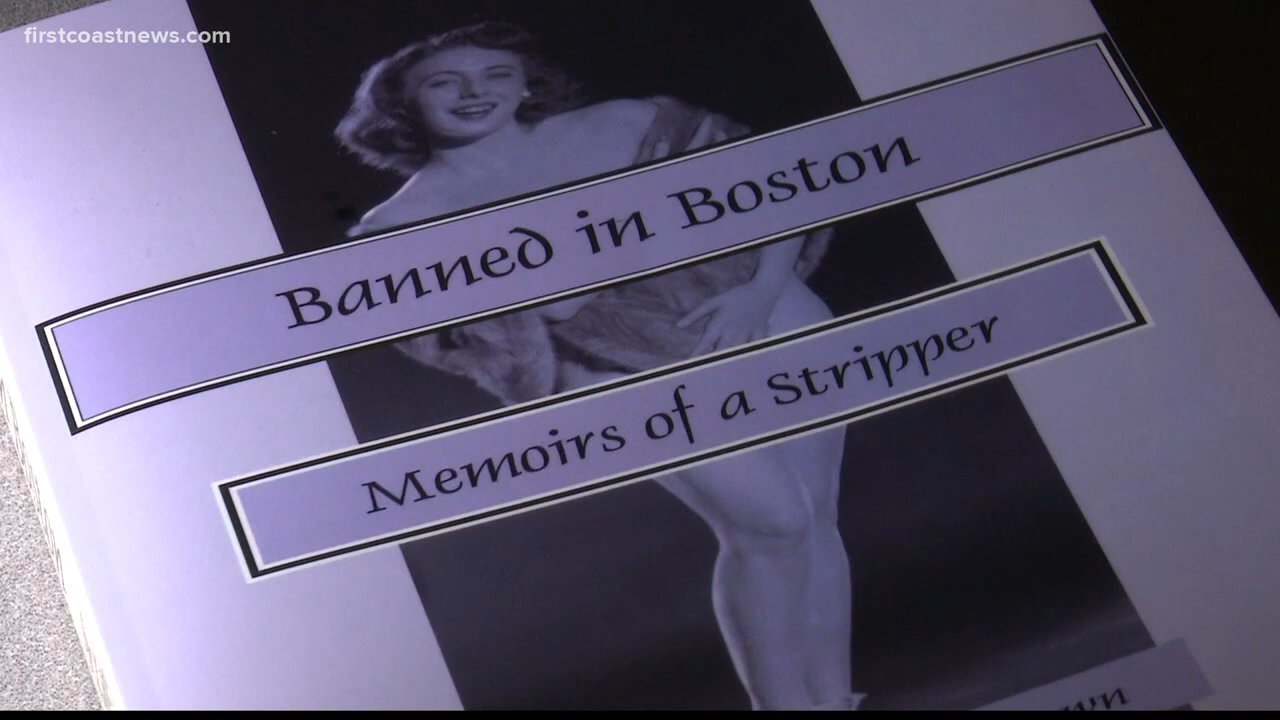 firstcoastnews.com
Banned in Boston
Memoirs of a Stripper